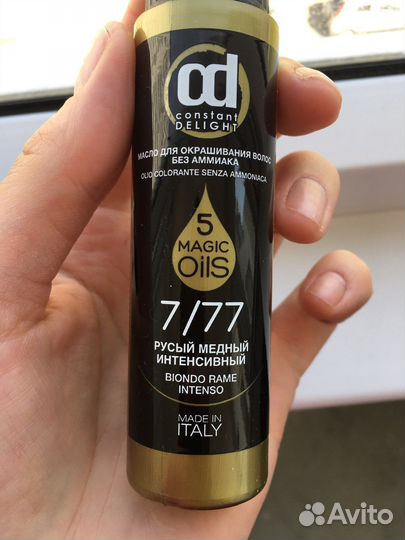 cd
constant
DELIGHT
МАСЛО ДЛЯ ОКРАШИВАНИЯ ВОЛОС
БЕЗ АММИАКА
OLIO COLORANTE SENZA AMMONIACA
5
MAGIC
OilS
7/77
РУСЫЙ МЕДНЫЙ
ИНТЕНСИВНЫЙ
BIONDO RAME
INTENSO
MADE IN
ITALY
Avito